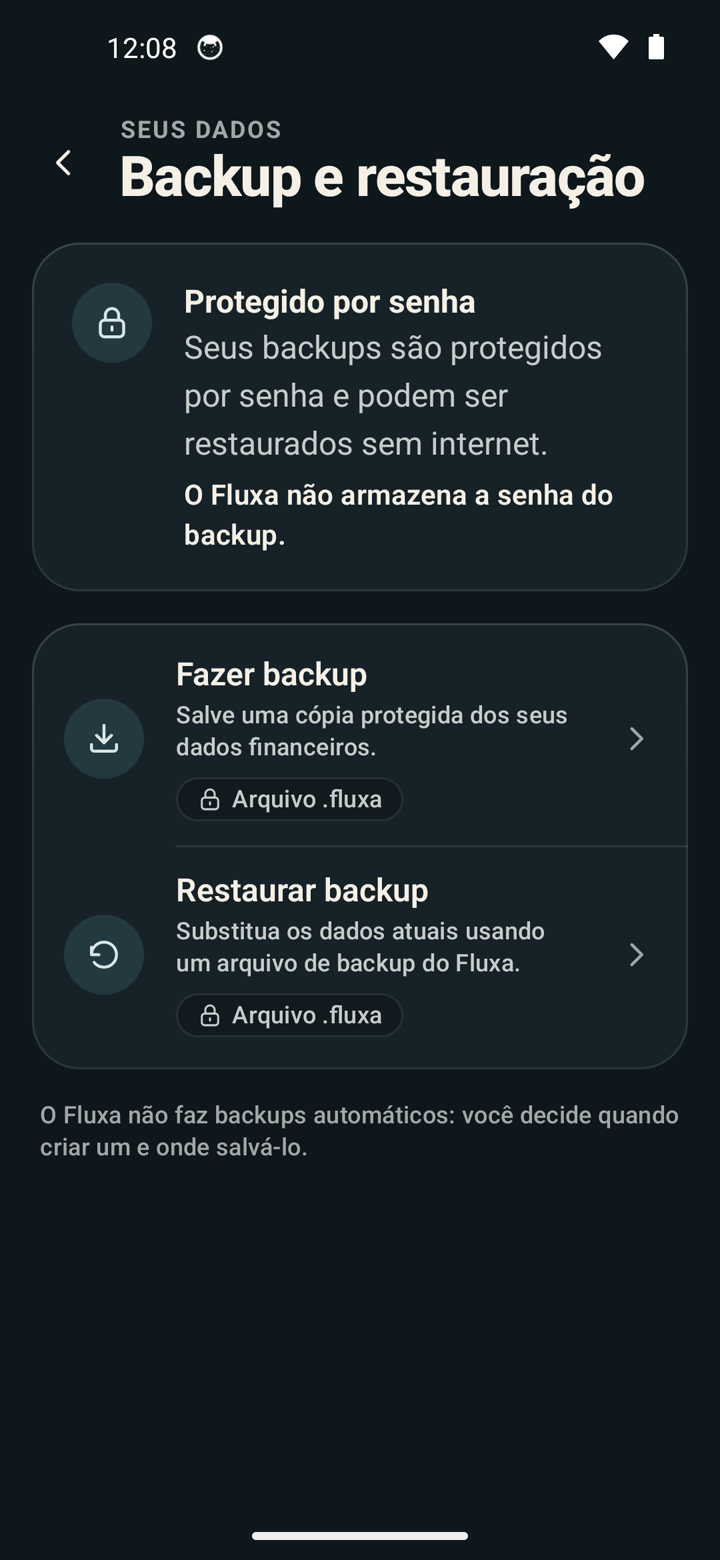 12:08
SEUS DADOS
Backup e restauração
Protegido por senha
Seus backups são protegidos
por senha e podem ser
restaurados sem internet.
O Fluxa não armazena a senha do
backup.
Fazer backup
Salve uma cópia protegida dos seus
dados financeiros.
Arquivo .fluxa
Restaurar backup
Substitua os dados atuais usando
um arquivo de backup do Fluxa.
Arquivo .fluxa
O Fluxa não faz backups automáticos: você decide quando
criar um e onde salvá-lo.